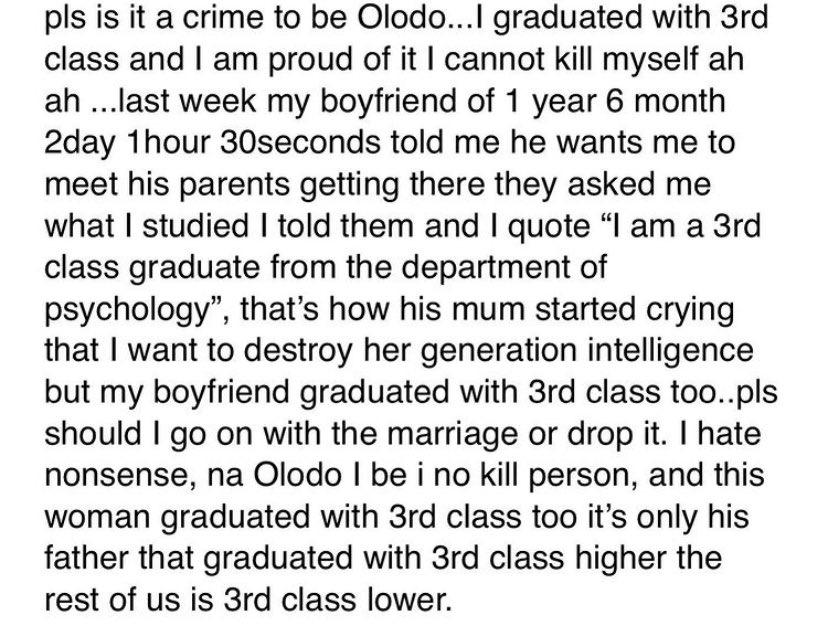 pls is it a crime to be Olodo...I graduated with 3rd
class and I am proud of it I cannot kill myself ah
ah ...last week my boyfriend of 1 year 6 month
2day 1hour 30seconds told me he wants me to
meet his parents getting there they asked me
what I studied I told them and I quote “I am a 3rd
class graduate from the department of
psychology”, that’s how his mum started crying
that I want to destroy her generation intelligence
but my boyfriend graduated with 3rd class too..pls
should I go on with the marriage or drop it. I hate
nonsense, na Olodo I be i no kill person, and this
woman graduated with 3rd class too it’s only his
father that graduated with 3rd class higher the
rest of us is 3rd class lower.